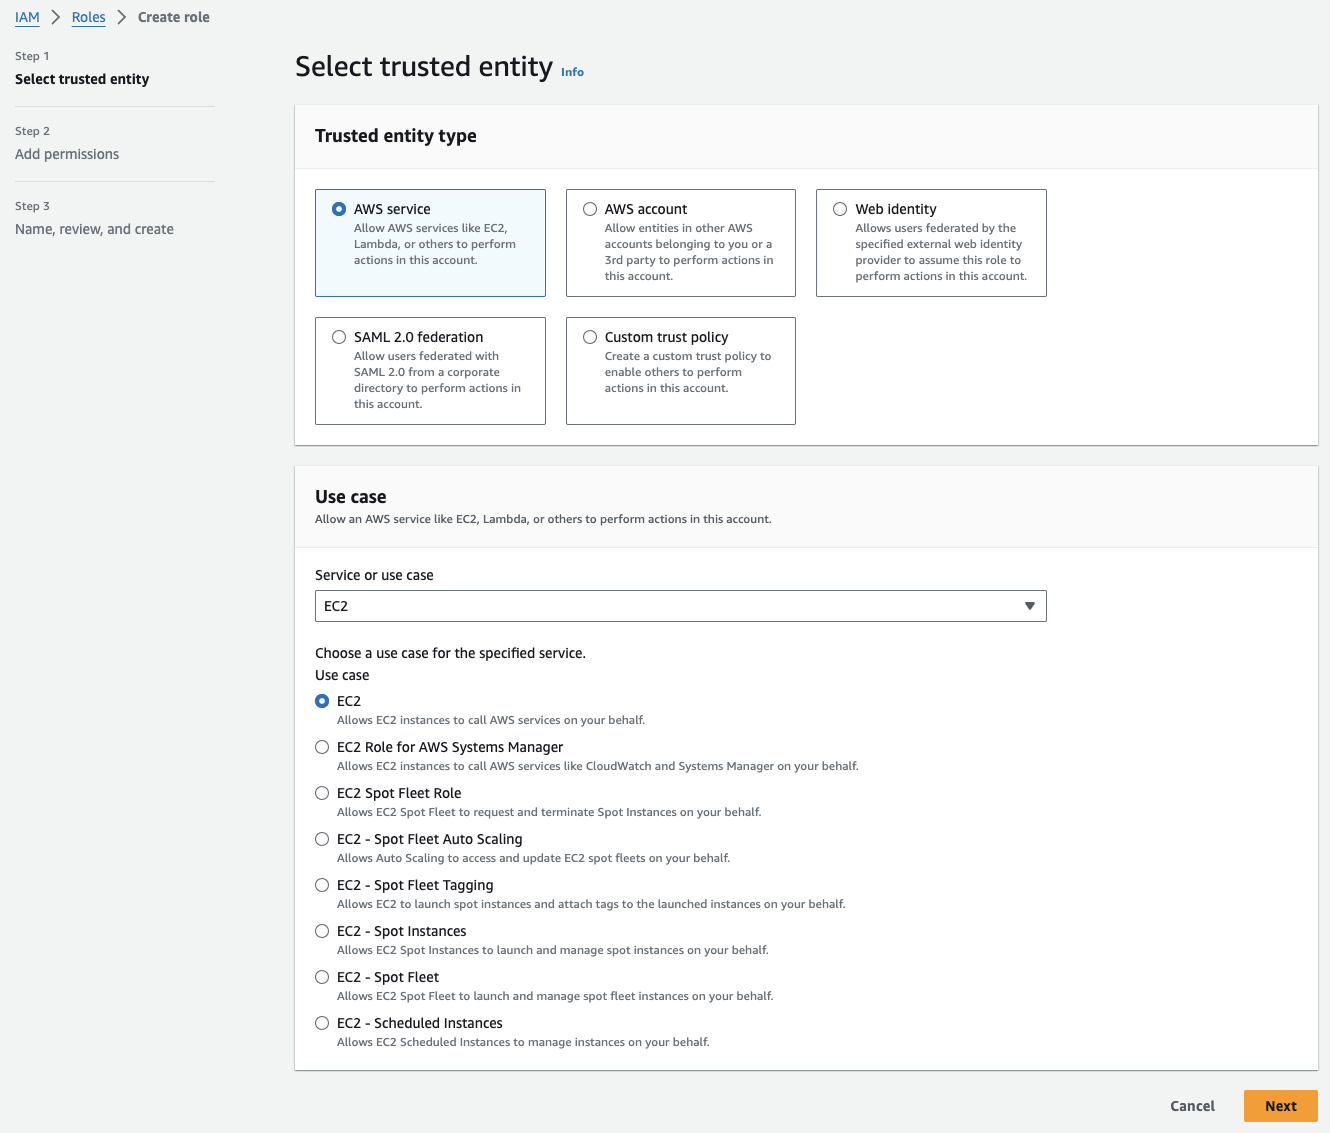 IAM > Roles > Create role
Step 1
Select trusted entity
Step 2
Add permissions
Step 3
Name, review, and create
Select trusted entity Info
Trusted entity type
AWS service
Allow AWS services like EC2,
Lambda, or others to perform
actions in this account.
AWS account
Allow entities in other AWS
accounts belonging to you or a
3rd party to perform actions in
this account.
Web identity
Allows users federated by the
specified external web identity
provider to assume this role to
perform actions in this account.
SAML 2.0 federation
Allow users federated with
SAML 2.0 from a corporate
directory to perform actions in
this account.
Custom trust policy
Create a custom trust policy to
enable others to perform
actions in this account.
Use case
Allow an AWS service like EC2, Lambda, or others to perform actions in this account.
Service or use case
EC2
Choose a use case for the specified service.
Use case
EC2
Allows EC2 instances to call AWS services on your behalf.
EC2 Role for AWS Systems Manager
Allows EC2 instances to call AWS services like CloudWatch and Systems Manager on your behalf.
EC2 Spot Fleet Role
Allows EC2 Spot Fleet to request and terminate Spot Instances on your behalf.
EC2 - Spot Fleet Auto Scaling
Allows Auto Scaling to access and update EC2 spot fleets on your behalf.
EC2 - Spot Fleet Tagging
Allows EC2 to launch spot instances and attach tags to the launched instances on your behalf.
EC2 - Spot Instances
Allows EC2 Spot Instances to launch and manage spot instances on your behalf.
EC2 - Spot Fleet
Allows EC2 Spot Fleet to launch and manage spot fleet instances on your behalf.
EC2 - Scheduled Instances
Allows EC2 Scheduled Instances to manage instances on your behalf.
Cancel
Next